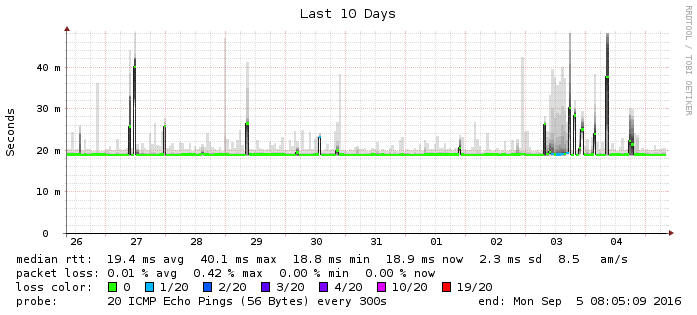 Last 10 Days
RRDTOOL / TOBI OETIKER
Seconds
40 m
30 m
20 m
10 m
0
26 27 28 29 30 31 01 02 03 04
median rtt: 19.4 ms avg 40.1 ms max 18.8 ms min 18.9 ms now 2.3 ms sd 8.5 am/s
packet loss: 0.01 % avg 0.42 % max 0.00 % min 0.00 % now
loss color: 0 1/20 2/20 3/20 4/20 10/20 19/20
probe: 20 ICMP Echo Pings (56 Bytes) every 300s end: Mon Sep 5 08:05:09 2016